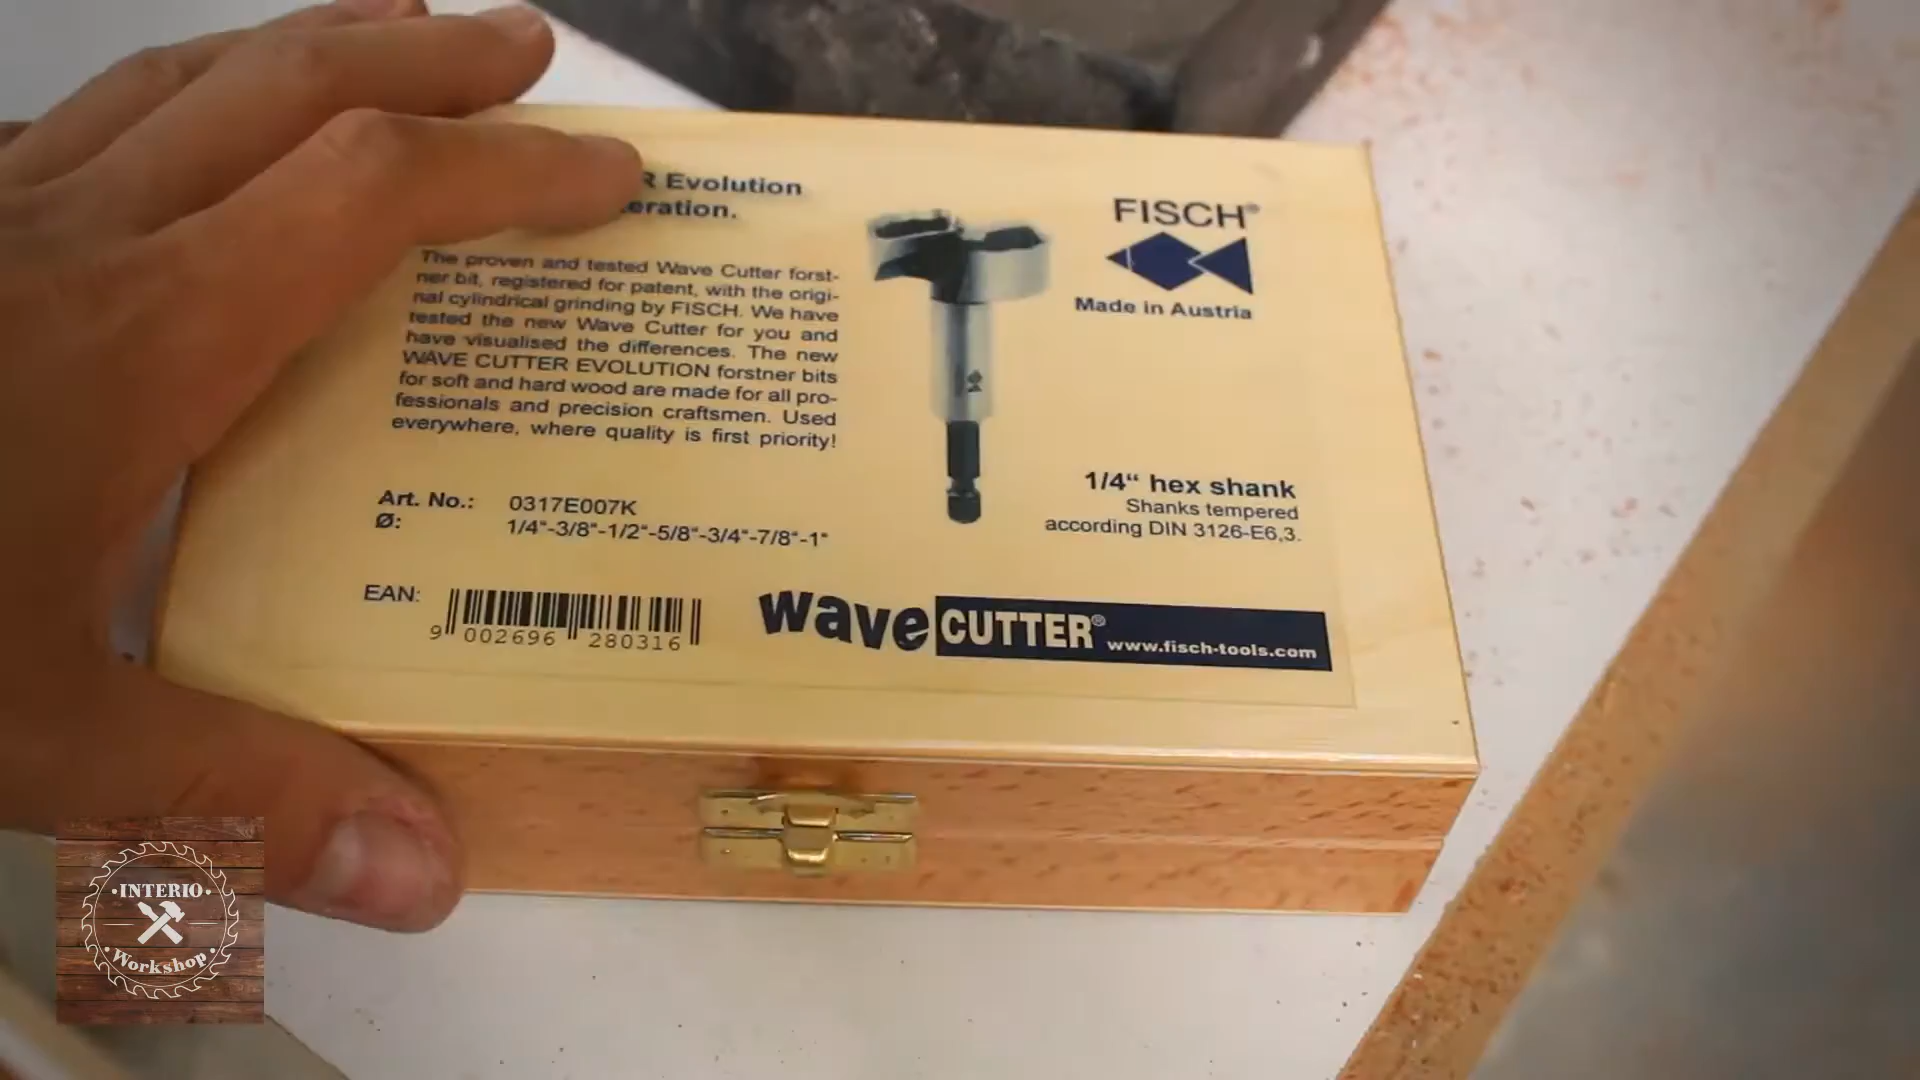 Evolution
The proven and tested Wave Cutter forst-
ner bit, registered for patent, with the origi-
nal cylindrical grinding by FISCH. We have
tested the new Wave Cutter for you and
have visualised the differences. The new
WAVE CUTTER EVOLUTION forstner bits
for soft and hard wood are made for all pro-
fessionals and precision craftsmen. Used
everywhere, where quality is first priority!
Art. No.: 0317E007K
Ø: 1/4"-3/8"-1/2"-5/8"-3/4"-7/8"-1"
EAN:
9 002696 280316
FISCH®
Made in Austria
1/4“ hex shank
Shanks tempered
according DIN 3126-E6,3.
wave CUTTER® www.fisch-tools.com
INTERIO
Workshop